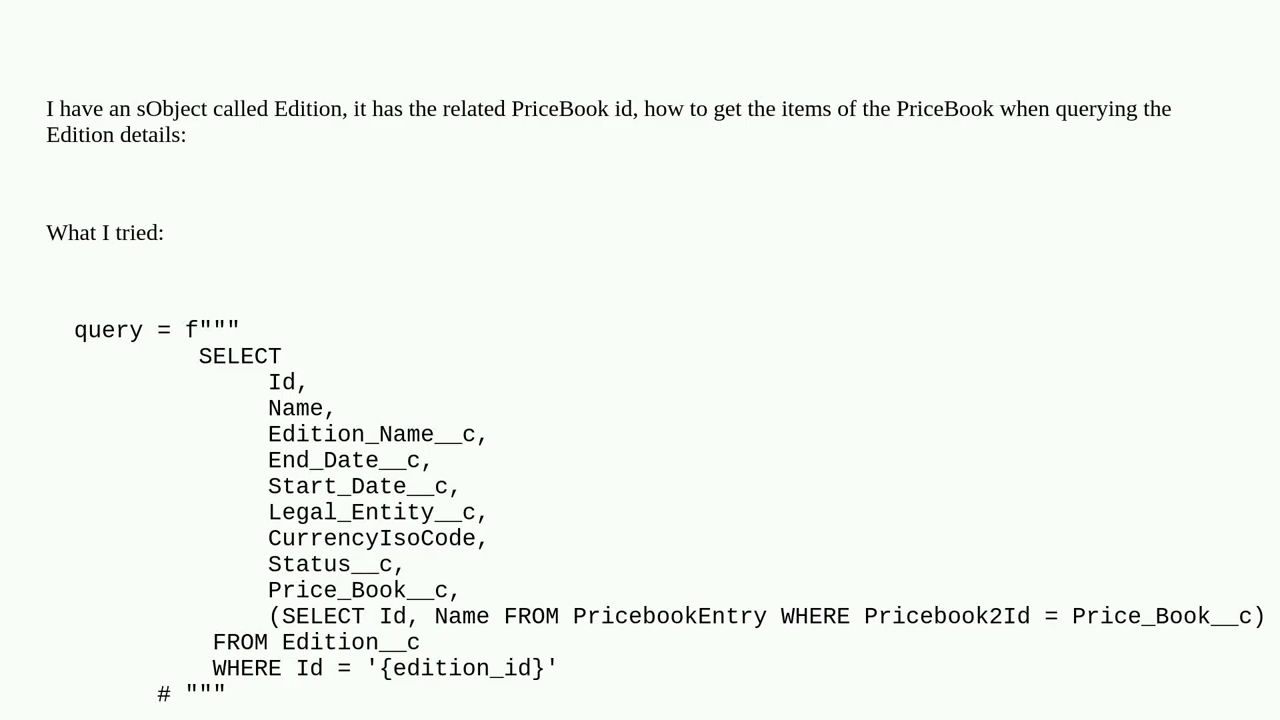 I have an sObject called Edition, it has the related PriceBook id, how to get the items of the PriceBook when querying the
Edition details:
What I tried:
query = f"""
SELECT
Id,
Name,
Edition_Name__c,
End_Date__c,
Start_Date__c,
Legal_Entity__c,
CurrencyIsoCode,
Status__c,
Price_Book__c,
(SELECT Id, Name FROM PricebookEntry WHERE Pricebook2Id = Price_Book__c)
FROM Edition__c
WHERE Id = '{edition_id}'
# """